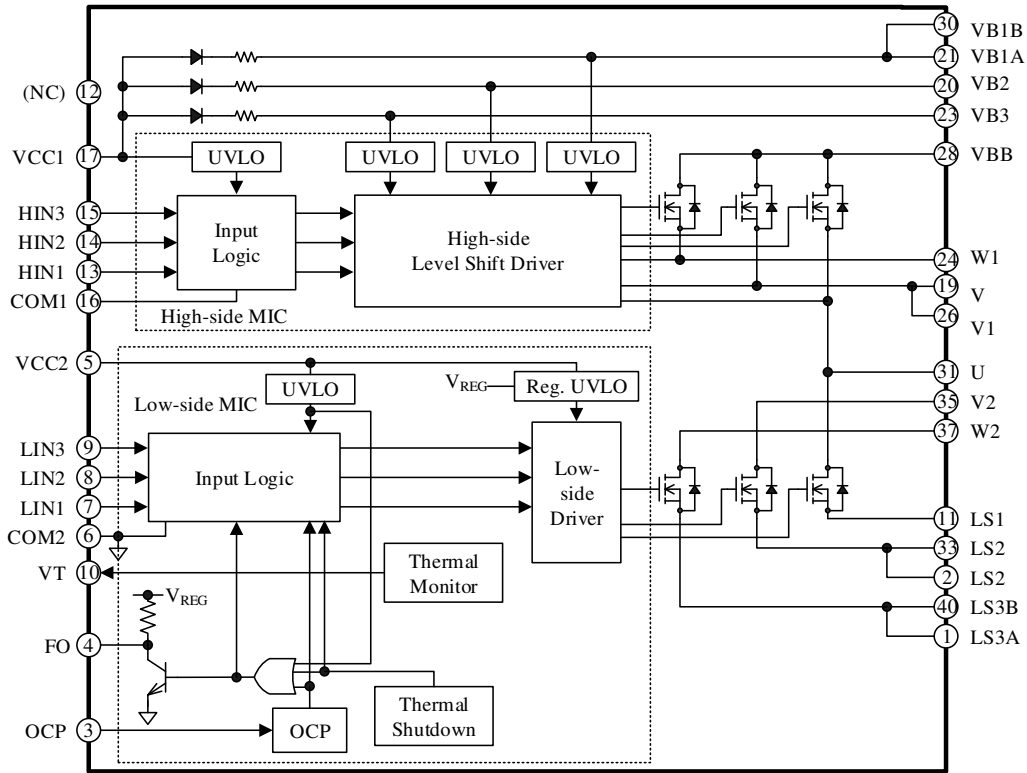 30 VB1B
21 VB1A
(NC) 12
20 VB2
23 VB3
VCC1 17
UVLO
UVLO
UVLO
UVLO
28 VBB
HIN3 15
HIN2 14
HIN1 13
COM1 16
Input
Logic
High-side
Level Shift Driver
High-side MIC
24 W1
19 V
26 V1
VCC2 5
UVLO
VREG
Reg. UVLO
Low-side MIC
31 U
35 V2
37 W2
LIN3 9
LIN2 8
LIN1 7
COM2 6
Input Logic
Low-
side
Driver
11 LS1
33 LS2
2 LS2
40 LS3B
1 LS3A
VT 10
Thermal
Monitor
VREG
FO 4
Thermal
Shutdown
OCP 3
OCP